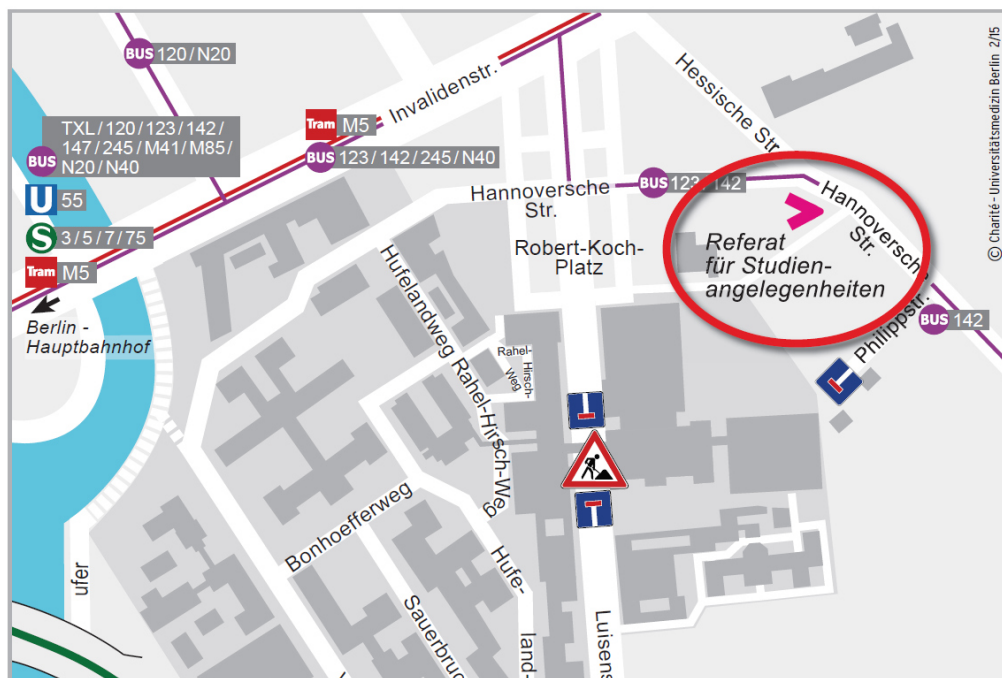 BUS 120 / N20
TXL / 120 / 123 / 142 /
147 / 245 / M41 / M85 /
BUS N20 / N40
U 55
S 3 / 5 / 7 / 75
Tram M5
Berlin -
Hauptbahnhof
Invalidenstr.
Tram M5
BUS 123 / 142 / 245 / N40
Hessische Str.
Hannoversche
Str.
BUS 123 / 142
Hannoversche
Str.
Robert-Koch-
Platz
Referat
für Studien-
angelegenheiten
BUS 142
Philippstr.
Hufelandweg
Rahel-
Hirsch-
Weg
Rahel-Hirsch-Weg
Bonhoefferweg
Hufe-
land-
Sauerbruc
Luisens
ufer
© Charité - Universitätsmedizin Berlin 2/15